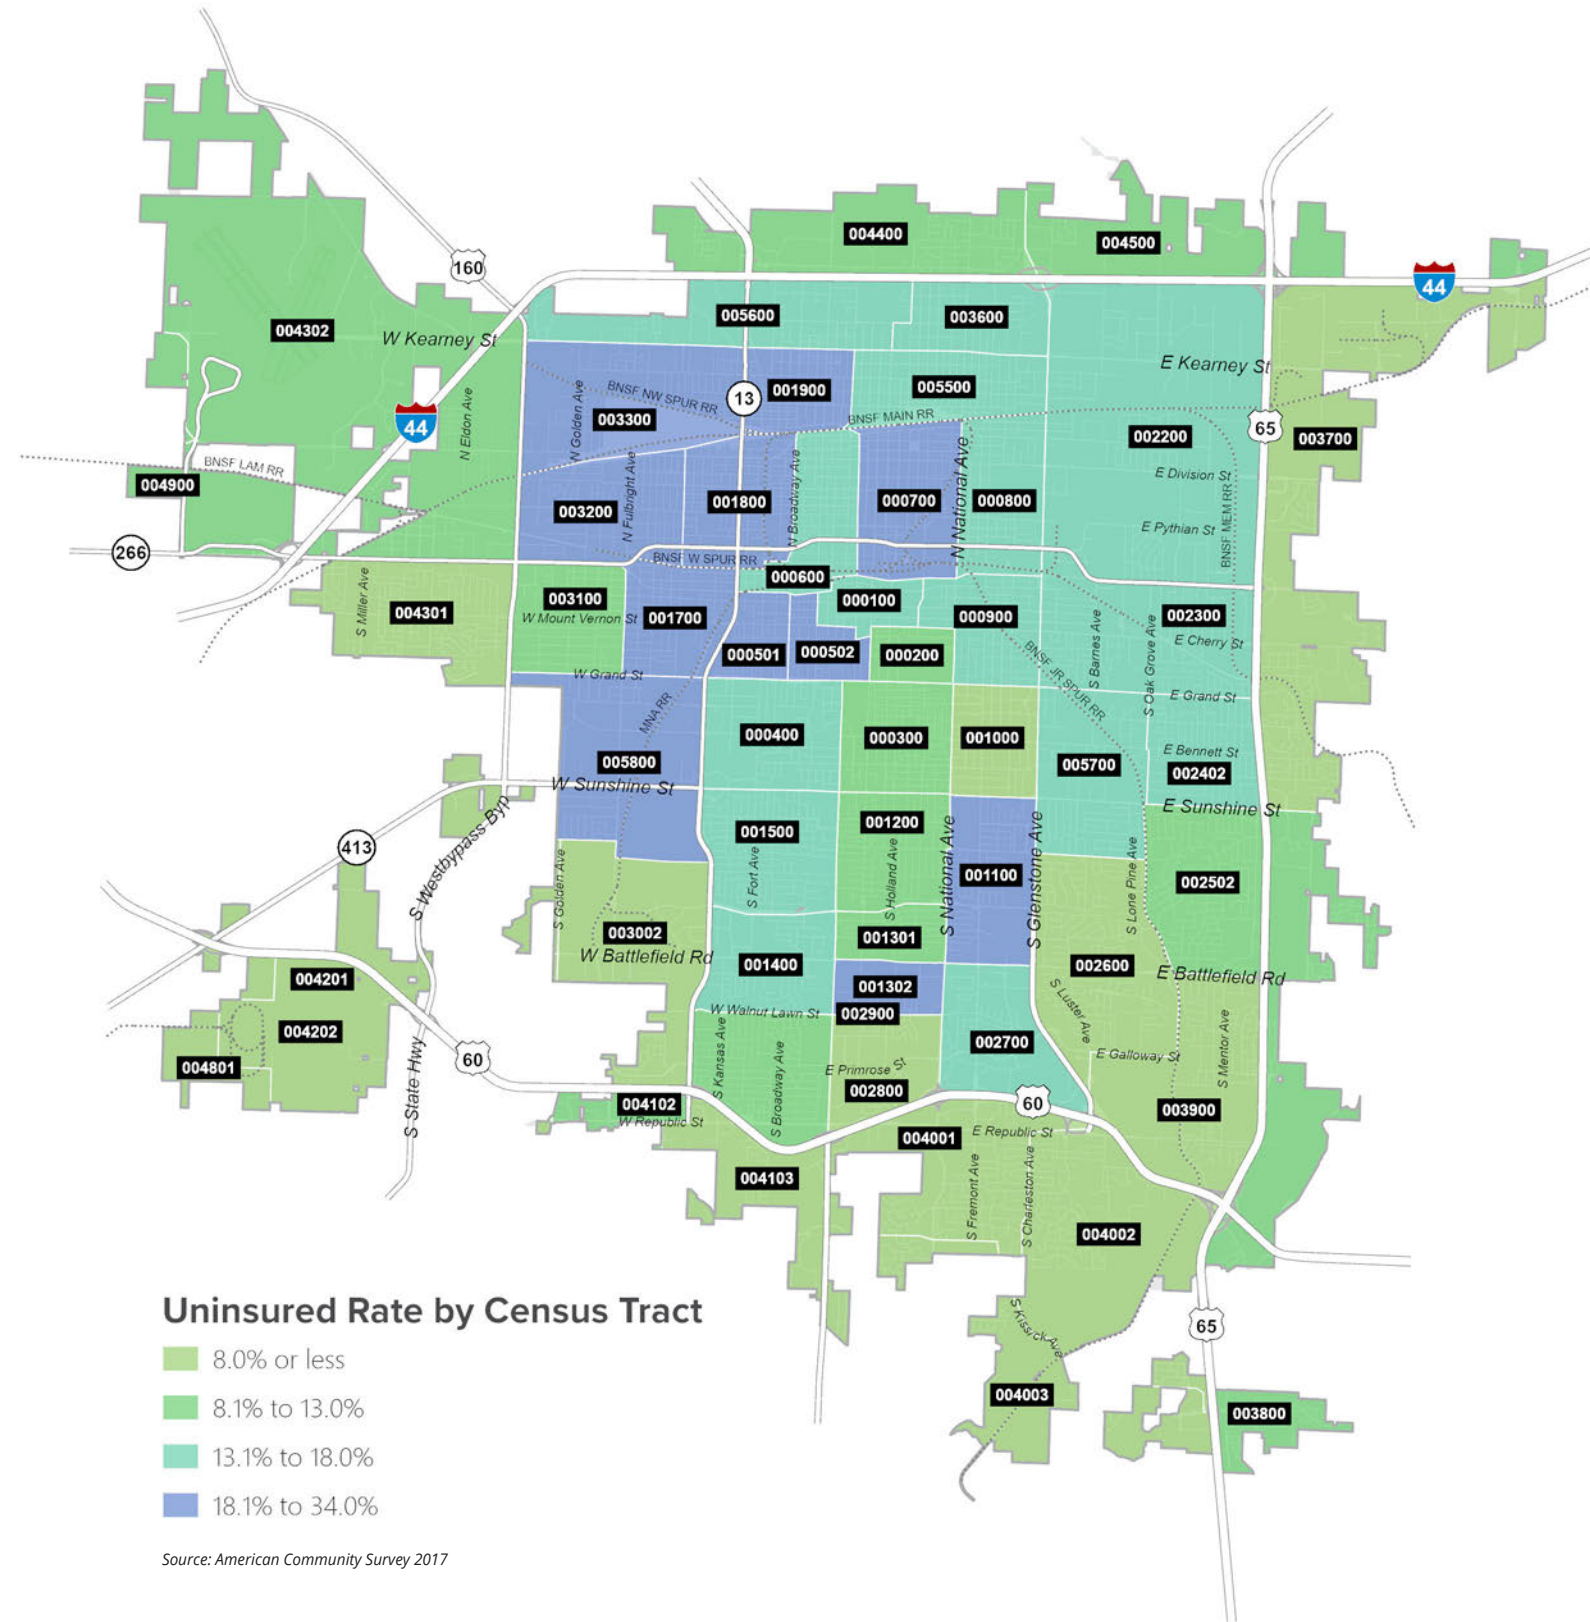 160
004400
004500
44
005600
003600
004302
W Kearney St
E Kearney St
BNSF NW SPUR RR
13
001900
005500
N Golden Ave
N Eldon Ave
003300
BNSF MAIN RR
44
65
002200
003700
BNSF LAM RR
004900
E Division St
N Fulbright Ave
N Broadway Ave
N National Ave
BNSF MEM RR
003200
001800
000700
000800
E Pythian St
266
BNSF W SPUR RR
000600
S Miller Ave
004301
003100
W Mount Vernon St
001700
000100
000900
002300
E Cherry St
S Barnes Ave
S Oak Grove Ave
000501
000502
000200
BNSF JR SPUR RR
W Grand St
E Grand St
MNA RR
000400
000300
001000
E Bennett St
005800
005700
002402
W Sunshine St
E Sunshine St
S Westbypass Byp
001500
001200
413
S Golden Ave
S Fort Ave
S Holland Ave
S National Ave
001100
S Glenstone Ave
S Lone Pine Ave
002502
003002
001301
W Battlefield Rd
001400
002600
E Battlefield Rd
004201
001302
S Luster Ave
W Walnut Lawn St
002900
004202
002700
S Kansas Ave
S Broadway Ave
E Galloway St
S Mentor Ave
004801
60
E Primrose St
002800
S State Hwy
004102
60
003900
W Republic St
004001
E Republic St
004103
S Fremont Ave
S Charleston Ave
004002
S Kissick Ave
65
004003
003800
Uninsured Rate by Census Tract
8.0% or less
8.1% to 13.0%
13.1% to 18.0%
18.1% to 34.0%
Source: American Community Survey 2017